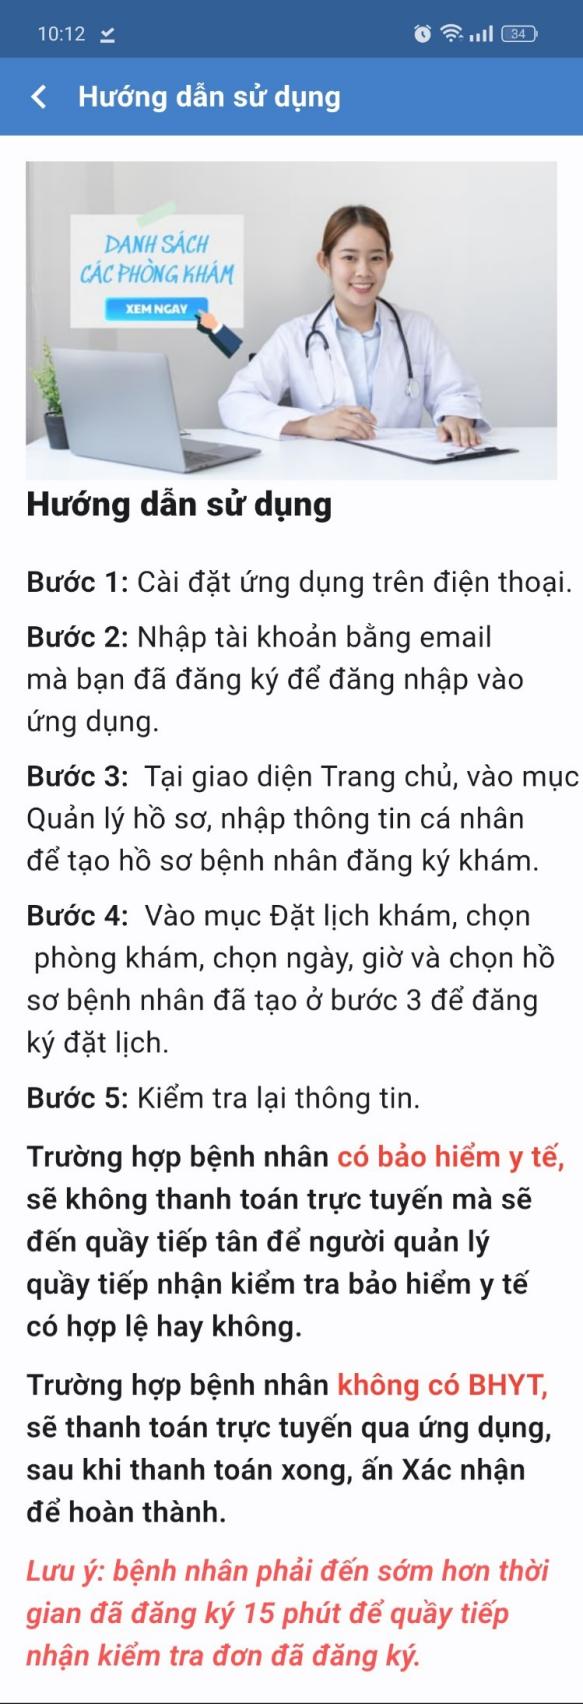 10:12
34
Hướng dẫn sử dụng
DANH SÁCH
CÁC PHÒNG KHÁM
XEM NGAY
Hướng dẫn sử dụng
Bước 1: Cài đặt ứng dụng trên điện thoại.
Bước 2: Nhập tài khoản bằng email
mà bạn đã đăng ký để đăng nhập vào
ứng dụng.
Bước 3: Tại giao diện Trang chủ, vào mục
Quản lý hồ sơ, nhập thông tin cá nhân
để tạo hồ sơ bệnh nhân đăng ký khám.
Bước 4: Vào mục Đặt lịch khám, chọn
phòng khám, chọn ngày, giờ và chọn hồ
sơ bệnh nhân đã tạo ở bước 3 để đăng
ký đặt lịch.
Bước 5: Kiểm tra lại thông tin.
Trường hợp bệnh nhân có bảo hiểm y tế,
sẽ không thanh toán trực tuyến mà sẽ
đến quầy tiếp tân để người quản lý
quầy tiếp nhận kiểm tra bảo hiểm y tế
có hợp lệ hay không.
Trường hợp bệnh nhân không có BHYT,
sẽ thanh toán trực tuyến qua ứng dụng,
sau khi thanh toán xong, ấn Xác nhận
để hoàn thành.
Lưu ý: bệnh nhân phải đến sớm hơn thời
gian đã đăng ký 15 phút để quầy tiếp
nhận kiểm tra đơn đã đăng ký.